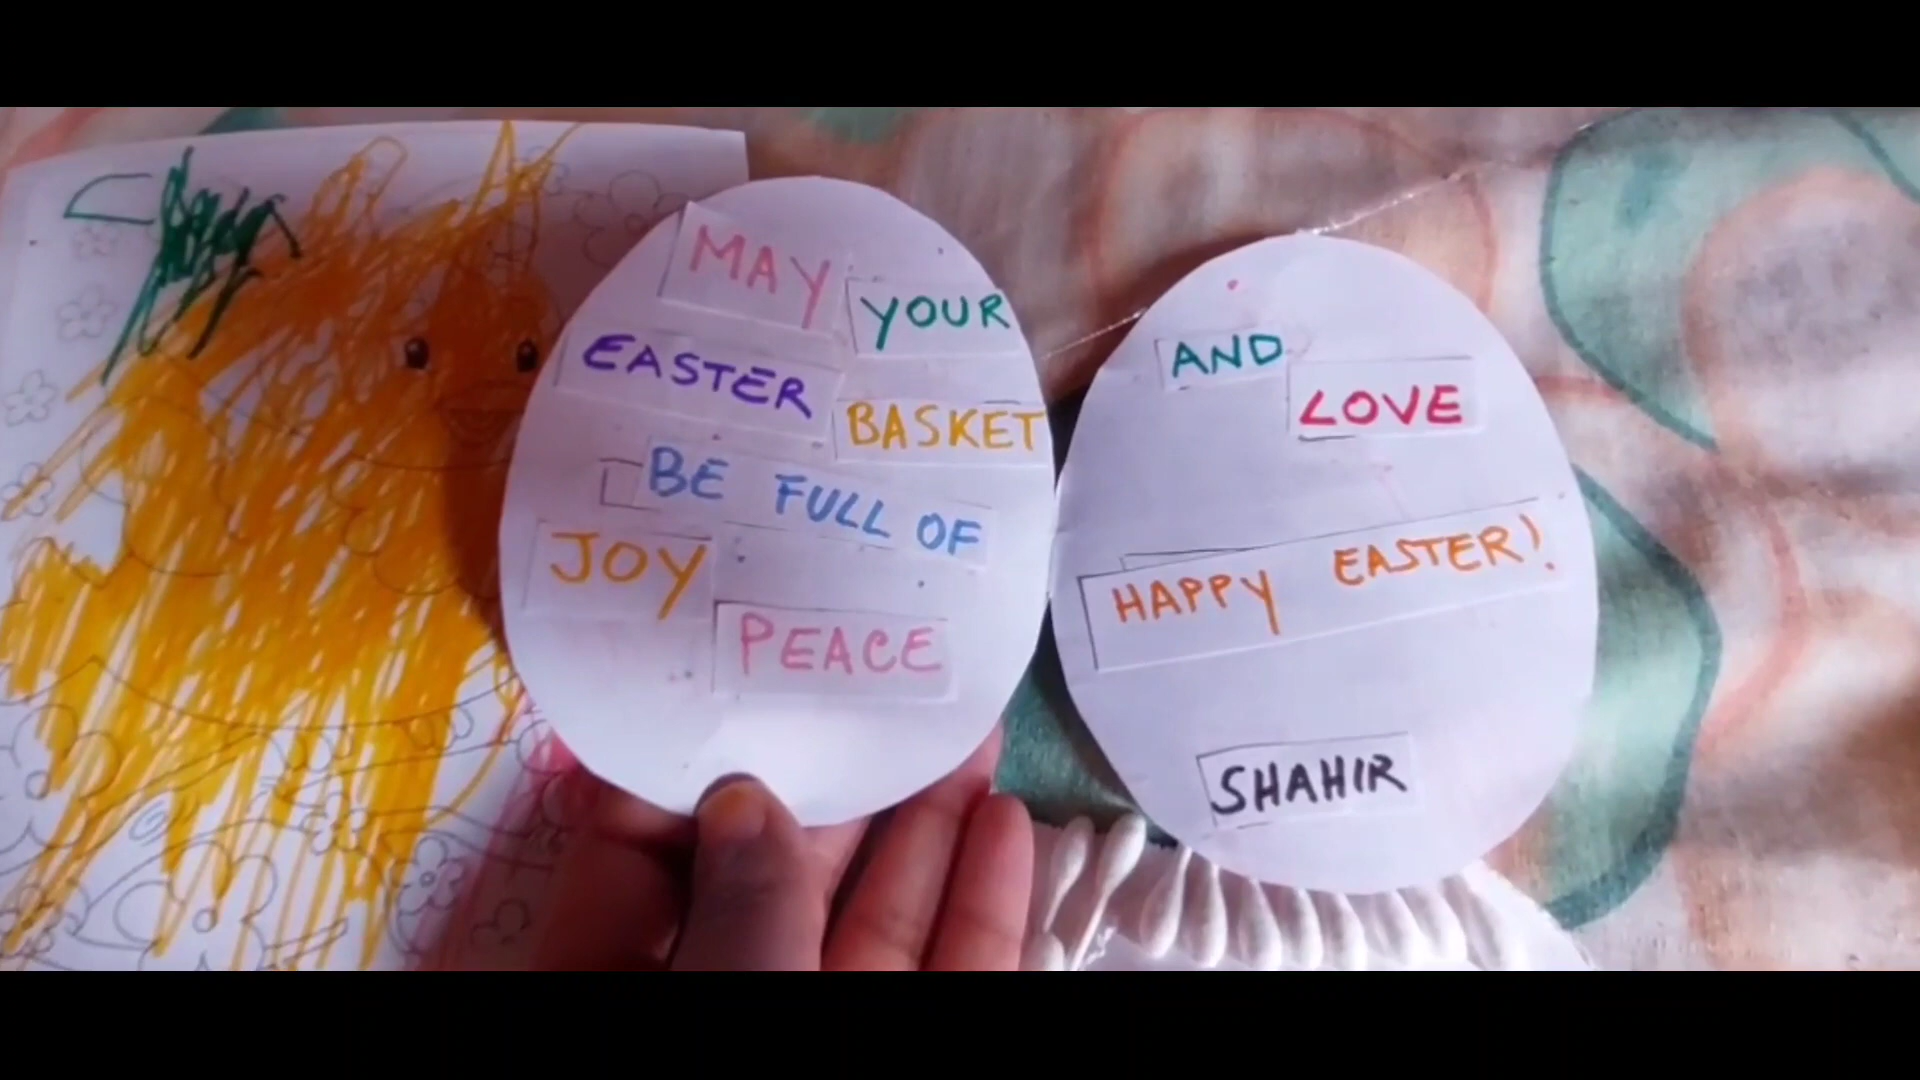 MAY YOUR
EASTER BASKET
BE FULL OF
JOY
PEACE
AND
LOVE
HAPPY EASTER!
SHAHIR